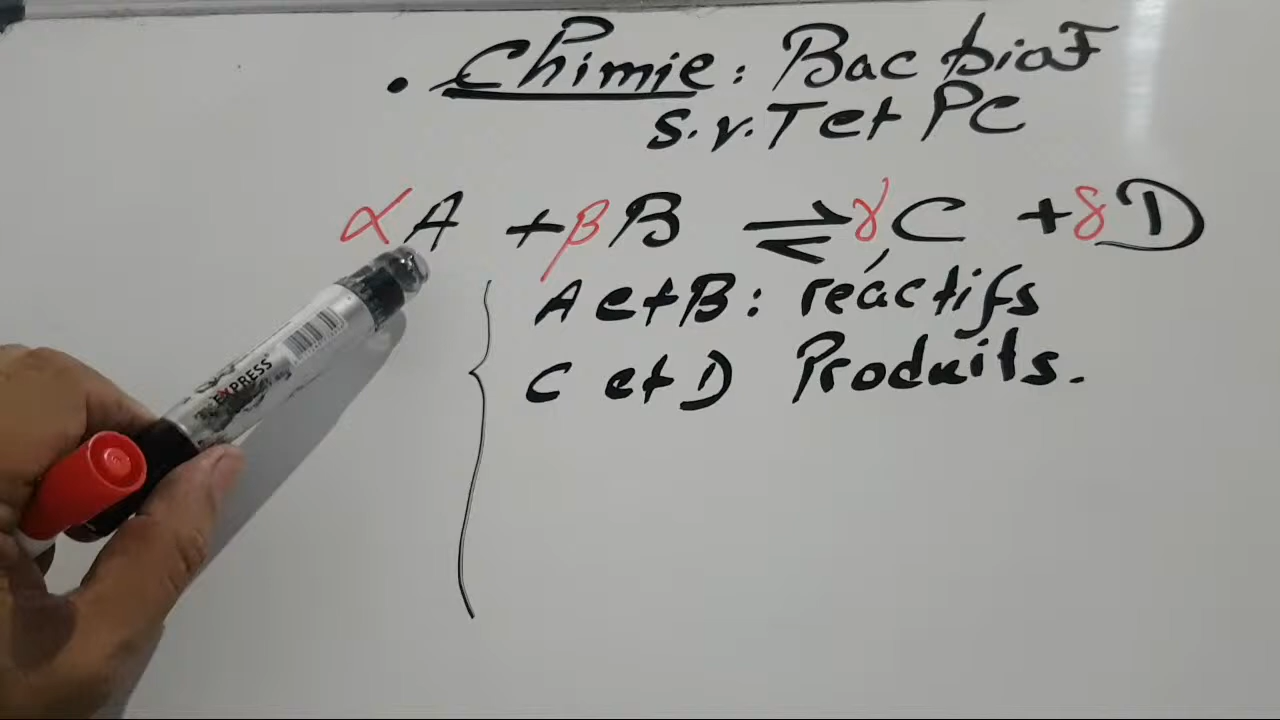 . Chimie : Bac bioF
s.v.T et PC
αA + βB ⇌ γC + δD
A et B : réactifs
C et D Produits.
EXPRESS